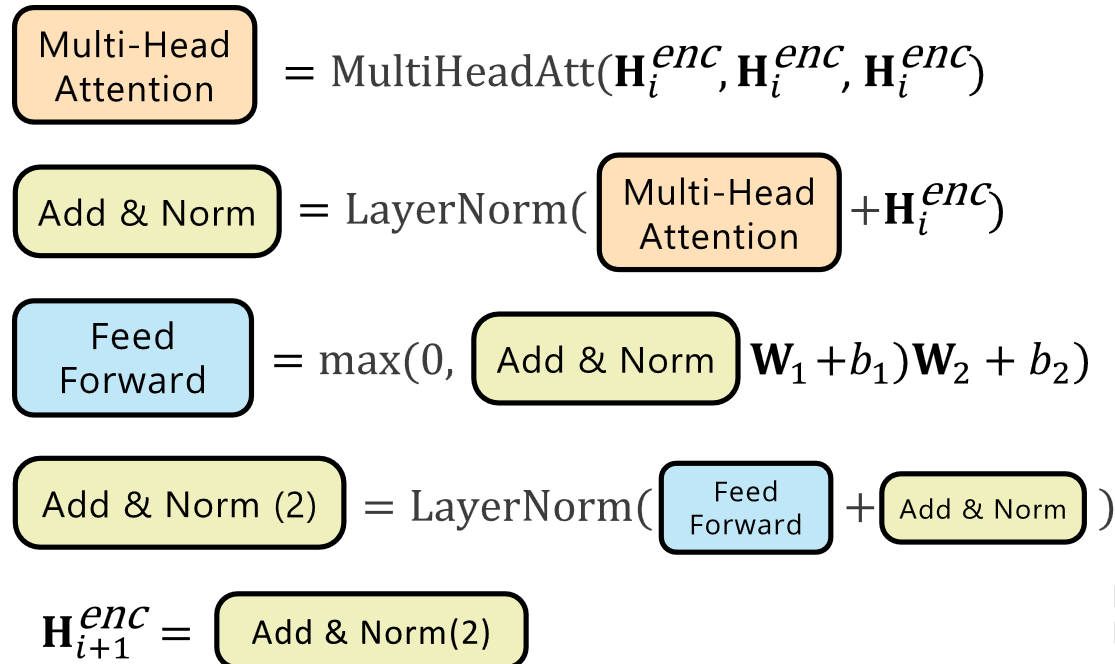 Multi-Head
Attention = MultiHeadAtt(H_i^{enc}, H_i^{enc}, H_i^{enc})
Add & Norm = LayerNorm( Multi-Head
Attention +H_i^{enc})
Feed
Forward = max(0, Add & Norm W_1 +b_1)W_2 + b_2)
Add & Norm (2) = LayerNorm( Feed
Forward + Add & Norm )
H_{i+1}^{enc} = Add & Norm(2)